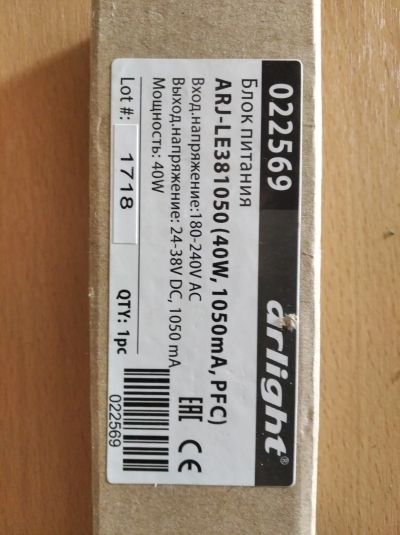 022569
arlight®
Блок питания
ARJ-LE381050 (40W, 1050mA, PFC)
Вход.напряжение:180-240V AC
Выход.напряжение: 24-38V DC, 1050 mA
Мощность: 40W
EAC CE
Lot #: 1718
QTY: 1pc
022569